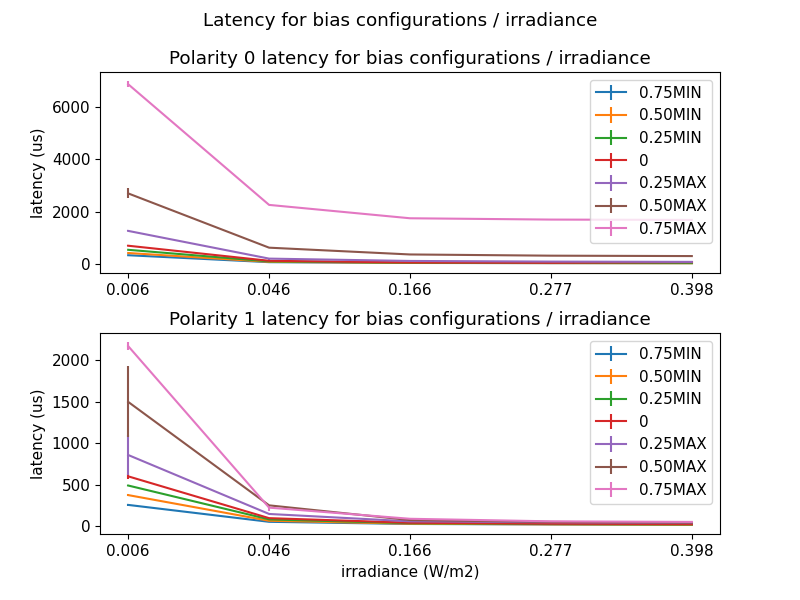 Latency for bias configurations / irradiance
Polarity 0 latency for bias configurations / irradiance
latency (us)
6000
4000
2000
0
0.75MIN
0.50MIN
0.25MIN
0
0.25MAX
0.50MAX
0.75MAX
0.006 0.046 0.166 0.277 0.398
Polarity 1 latency for bias configurations / irradiance
latency (us)
2000
1500
1000
500
0
0.75MIN
0.50MIN
0.25MIN
0
0.25MAX
0.50MAX
0.75MAX
0.006 0.046 0.166 0.277 0.398
irradiance (W/m2)